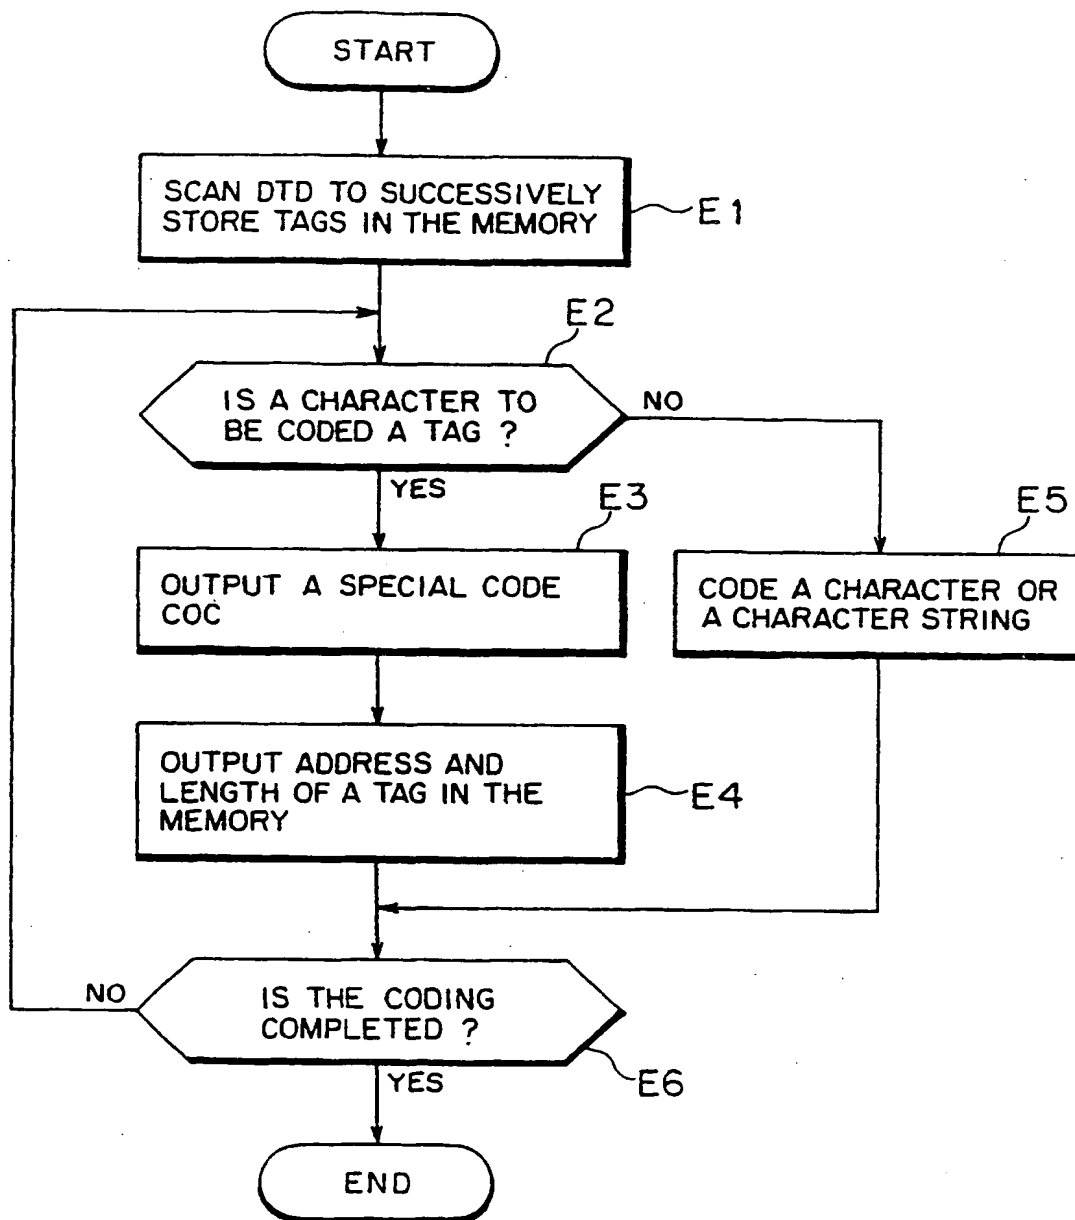 START
SCAN DTD TO SUCCESSIVELY
STORE TAGS IN THE MEMORY
E1
E2
IS A CHARACTER TO
BE CODED A TAG ?
NO
YES
E3
OUTPUT A SPECIAL CODE
COC
E5
CODE A CHARACTER OR
A CHARACTER STRING
OUTPUT ADDRESS AND
LENGTH OF A TAG IN THE
MEMORY
E4
NO
IS THE CODING
COMPLETED ?
E6
YES
END